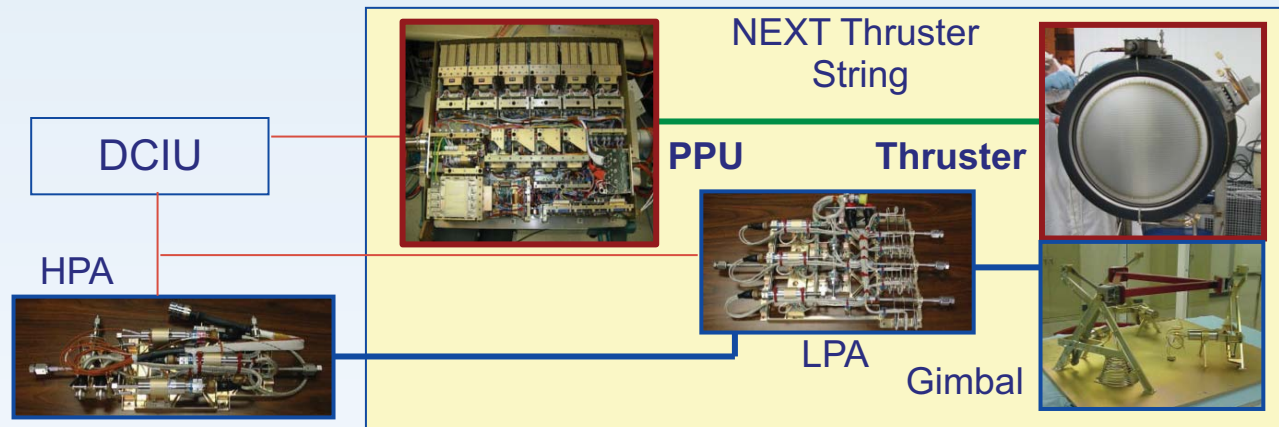 NEXT Thruster
String
DCIU
PPU
Thruster
HPA
LPA
Gimbal